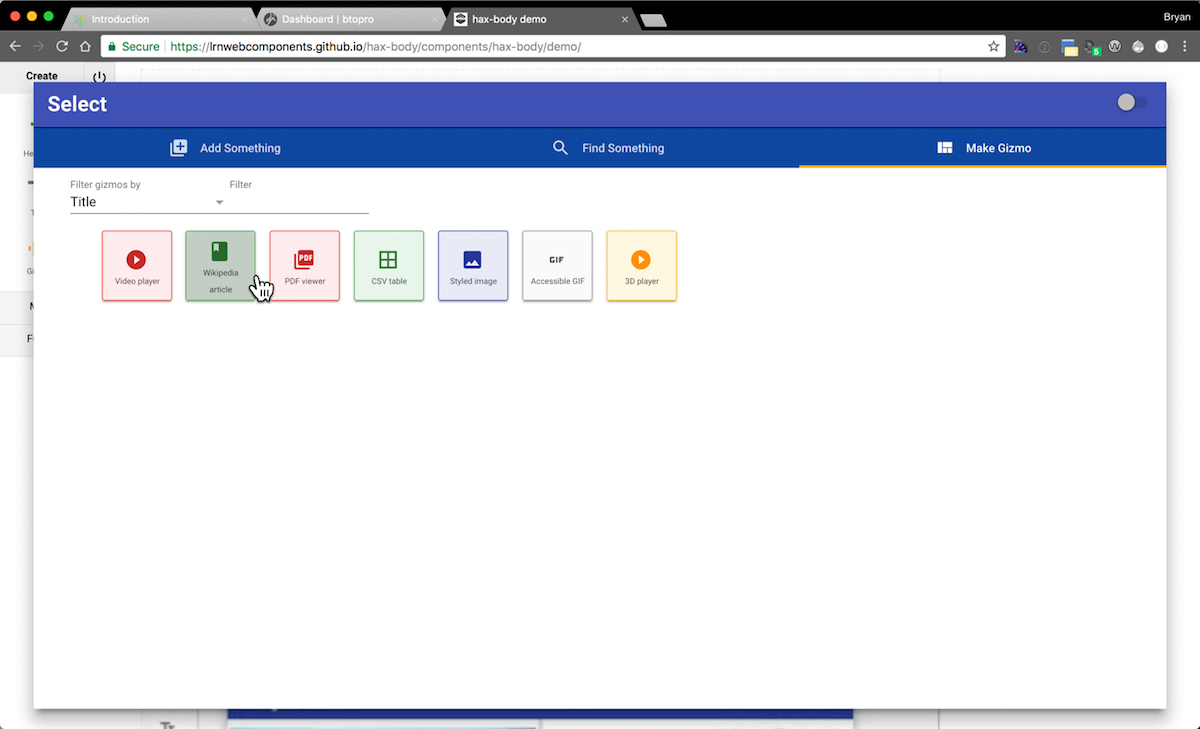 Introduction
Dashboard | btopro
hax-body demo
Bryan
Secure
https://lrnwebcomponents.github.io/hax-body/components/hax-body/demo/
5
Create
Select
Add Something
Find Something
Make Gizmo
Filter gizmos by
Filter
Title
Video player
Wikipedia
article
PDF
PDF viewer
CSV table
Styled image
GIF
Accessible GIF
3D player